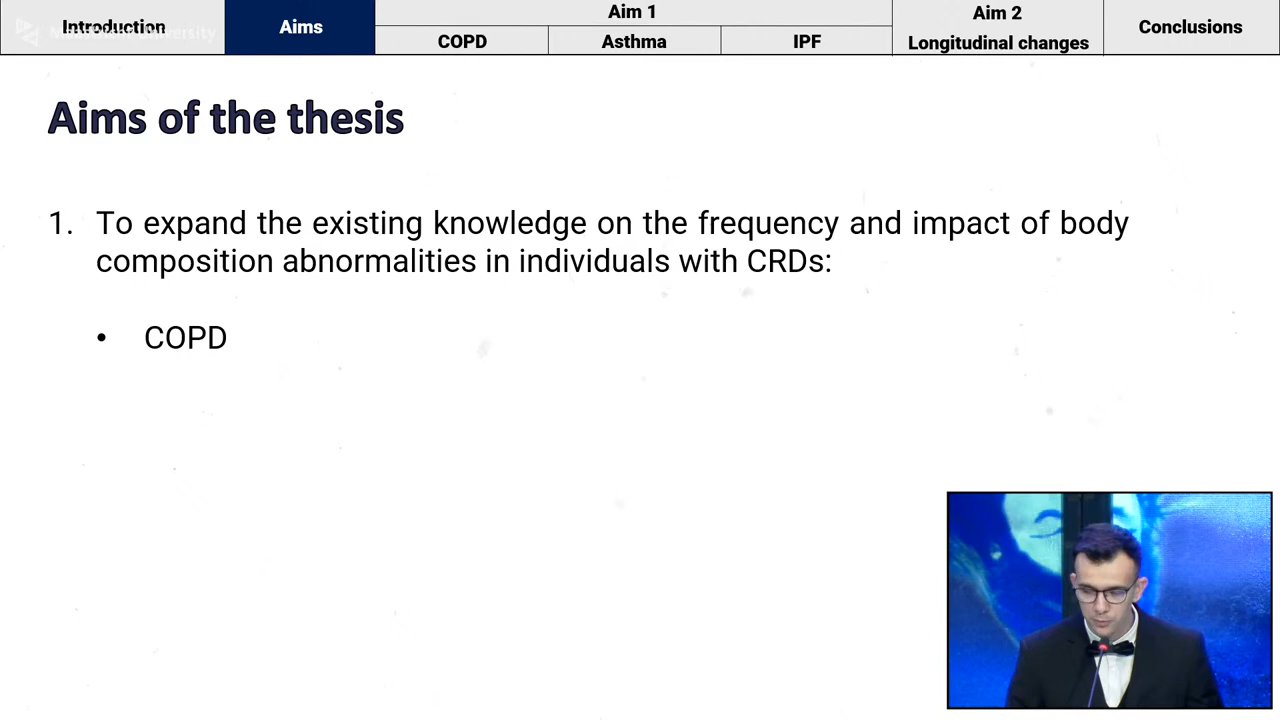 Introduction
Aims
Aim 1
COPD
Asthma
IPF
Aim 2
Longitudinal changes
Conclusions
Aims of the thesis
1. To expand the existing knowledge on the frequency and impact of body
composition abnormalities in individuals with CRDs:
• COPD